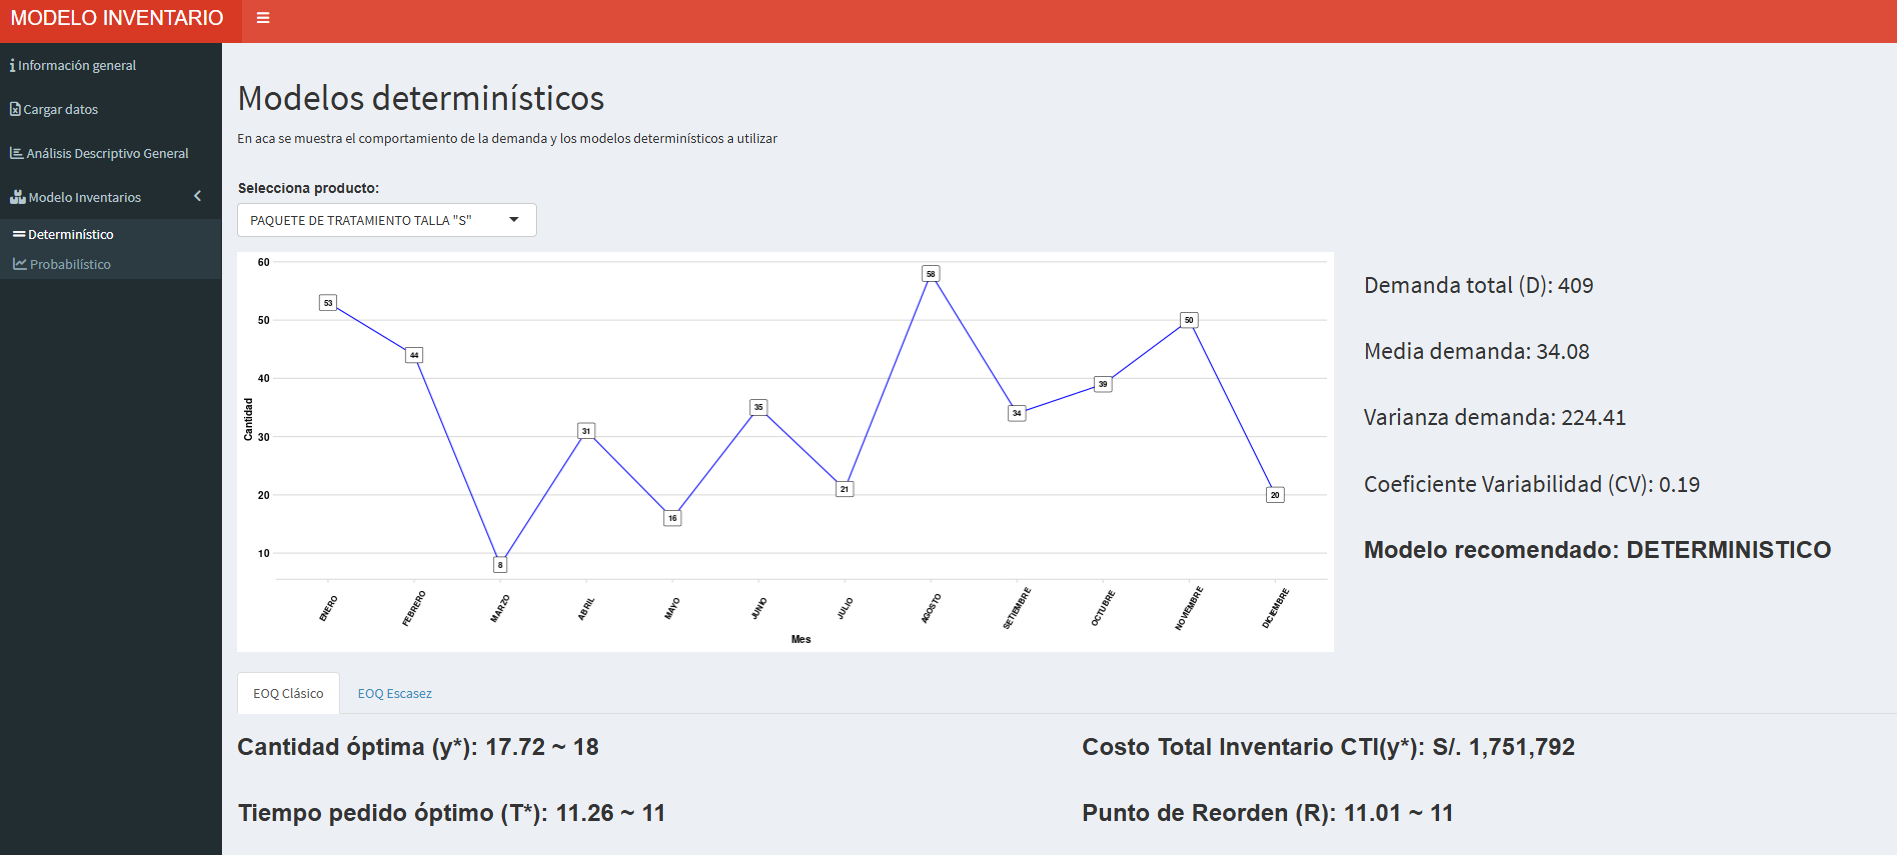 MODELO INVENTARIO
Información general
Cargar datos
Análisis Descriptivo General
Modelo Inventarios
Determinístico
Probabilístico
Modelos determinísticos
En aca se muestra el comportamiento de la demanda y los modelos determinísticos a utilizar
Selecciona producto:
PAQUETE DE TRATAMIENTO TALLA "S"
60
50
40
30
20
10
Cantidad
53
44
8
31
16
35
21
58
34
39
50
20
ENERO
FEBRERO
MARZO
ABRIL
MAYO
JUNIO
JULIO
AGOSTO
SETIEMBRE
OCTUBRE
NOVIEMBRE
DICIEMBRE
Mes
Demanda total (D): 409
Media demanda: 34.08
Varianza demanda: 224.41
Coeficiente Variabilidad (CV): 0.19
Modelo recomendado: DETERMINISTICO
EOQ Clásico
EOQ Escasez
Cantidad óptima (y*): 17.72 ~ 18
Costo Total Inventario CTI(y*): S/. 1,751,792
Tiempo pedido óptimo (T*): 11.26 ~ 11
Punto de Reorden (R): 11.01 ~ 11